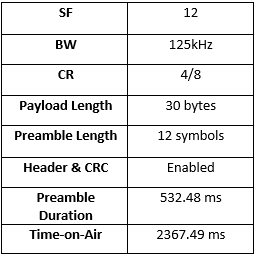 SF 12
BW 125kHz
CR 4/8
Payload Length 30 bytes
Preamble Length 12 symbols
Header & CRC Enabled
Preamble
Duration 532.48 ms
Time-on-Air 2367.49 ms